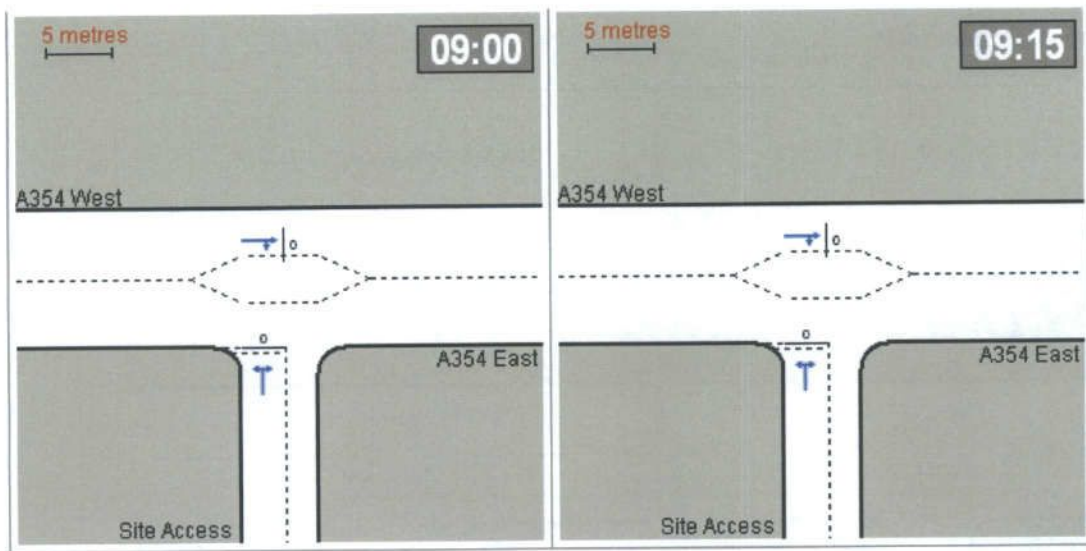 5 metres
09:00
A354 West
o
o
A354 East
Site Access
5 metres
09:15
A354 West
o
o
A354 East
Site Access